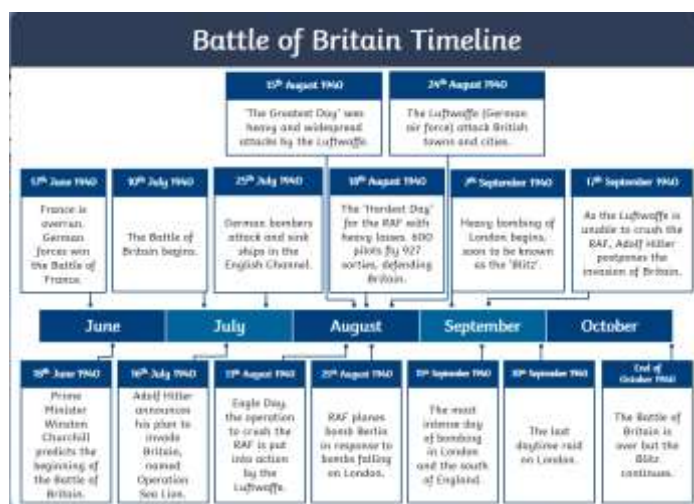 Battle of Britain Timeline
15th August 1940
'The Greatest Day' sees
heavy and widespread
attacks by the Luftwaffe.
24th August 1940
The Luftwaffe (German
air force) attack British
towns and cities.
17th June 1940
France is
overrun. German
forces win
the Battle of
France.
10th July 1940
The Battle of
Britain begins.
25th July 1940
German bombers
attack and sink
ships in the
English Channel.
18th August 1940
The 'Hardest Day'
for the RAF with
heavy losses. 600
pilots fly 927
sorties, defending
Britain.
7th September 1940
Heavy bombing of
London begins,
soon to be known
as the 'Blitz'.
17th September 1940
As the Luftwaffe is
unable to crush the
RAF, Adolf Hitler
postpones the
invasion of Britain.
June
July
August
September
October
18th June 1940
Prime
Minister
Winston
Churchill
predicts the
beginning of the
Battle of Britain.
16th July 1940
Adolf Hitler
announces
his plan to
invade Britain,
named Operation
Sea Lion.
13th August 1940
Eagle Day,
the operation
to crush the
RAF is put
into action
by the
Luftwaffe.
25th August 1940
RAF planes
bomb Berlin
in response to
bombs falling
on London.
15th September 1940
The most
intense day
of bombing
in London
and the south
of England.
30th September 1940
The last
daytime raid
on London.
End of
October 1940
The Battle of
Britain is
over but the
Blitz
continues.